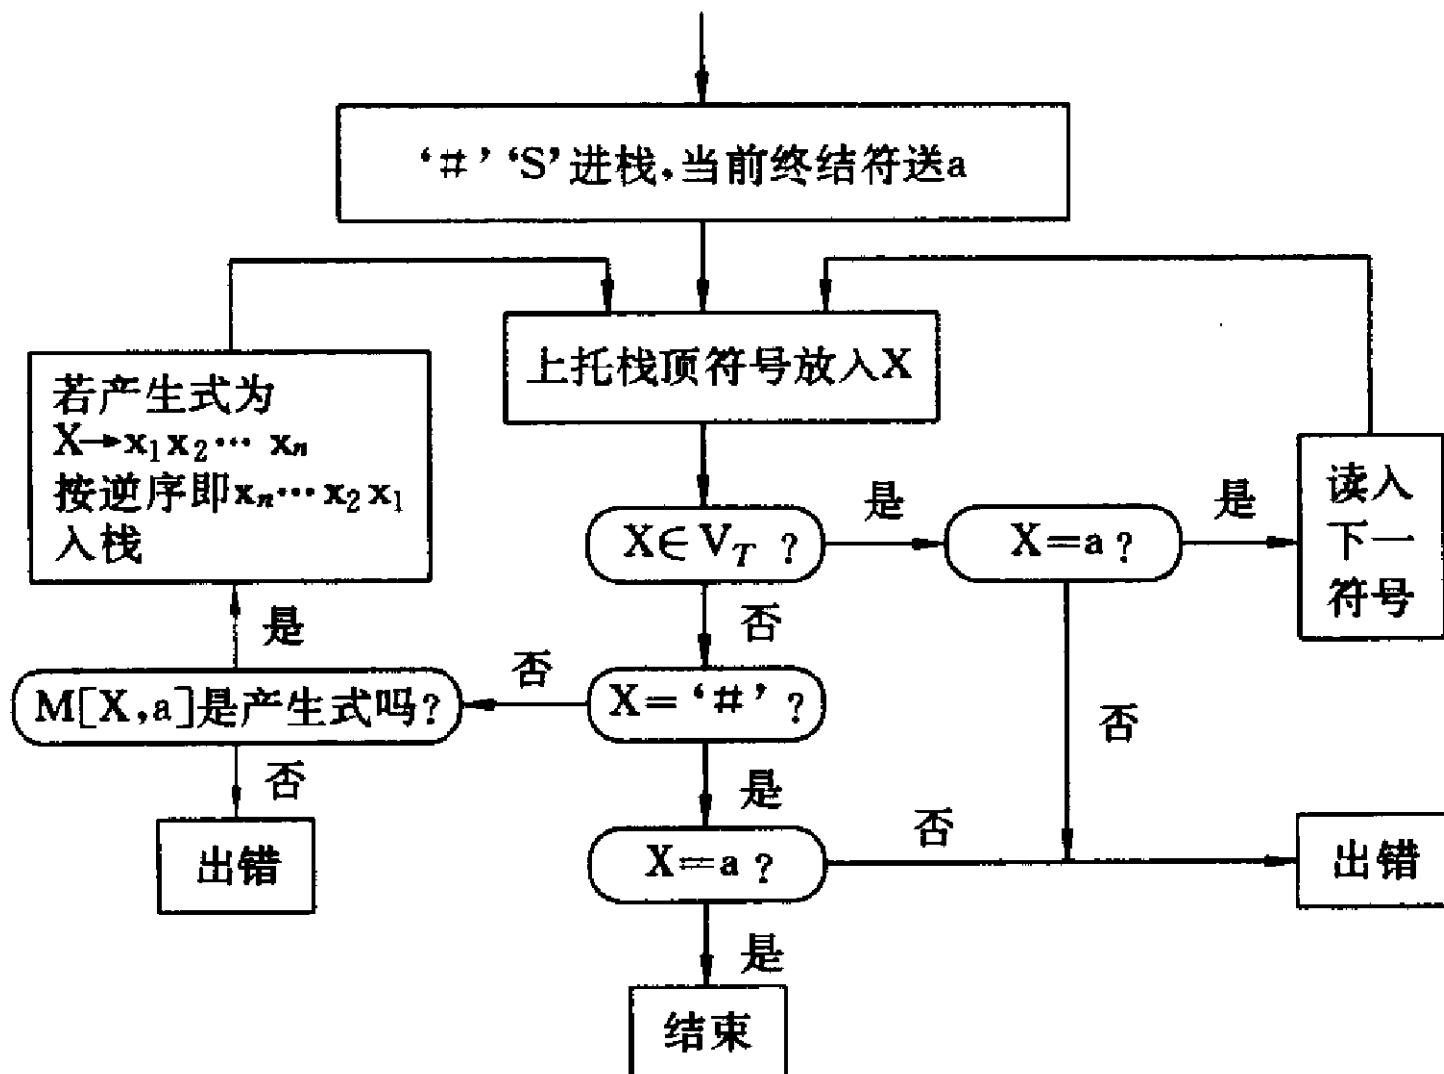 ‘#’ ‘S’进栈,当前终结符送a
上托栈顶符号放入X
若产生式为
X→x₁x₂⋯ xₙ
按逆序即xₙ⋯x₂x₁
入栈
X∈V_T ?
是
X=a?
是
读入
下一
符号
是
否
否
M[X,a]是产生式吗?
否
X=‘#’?
否
是
出错
X=a?
否
出错
是
结束